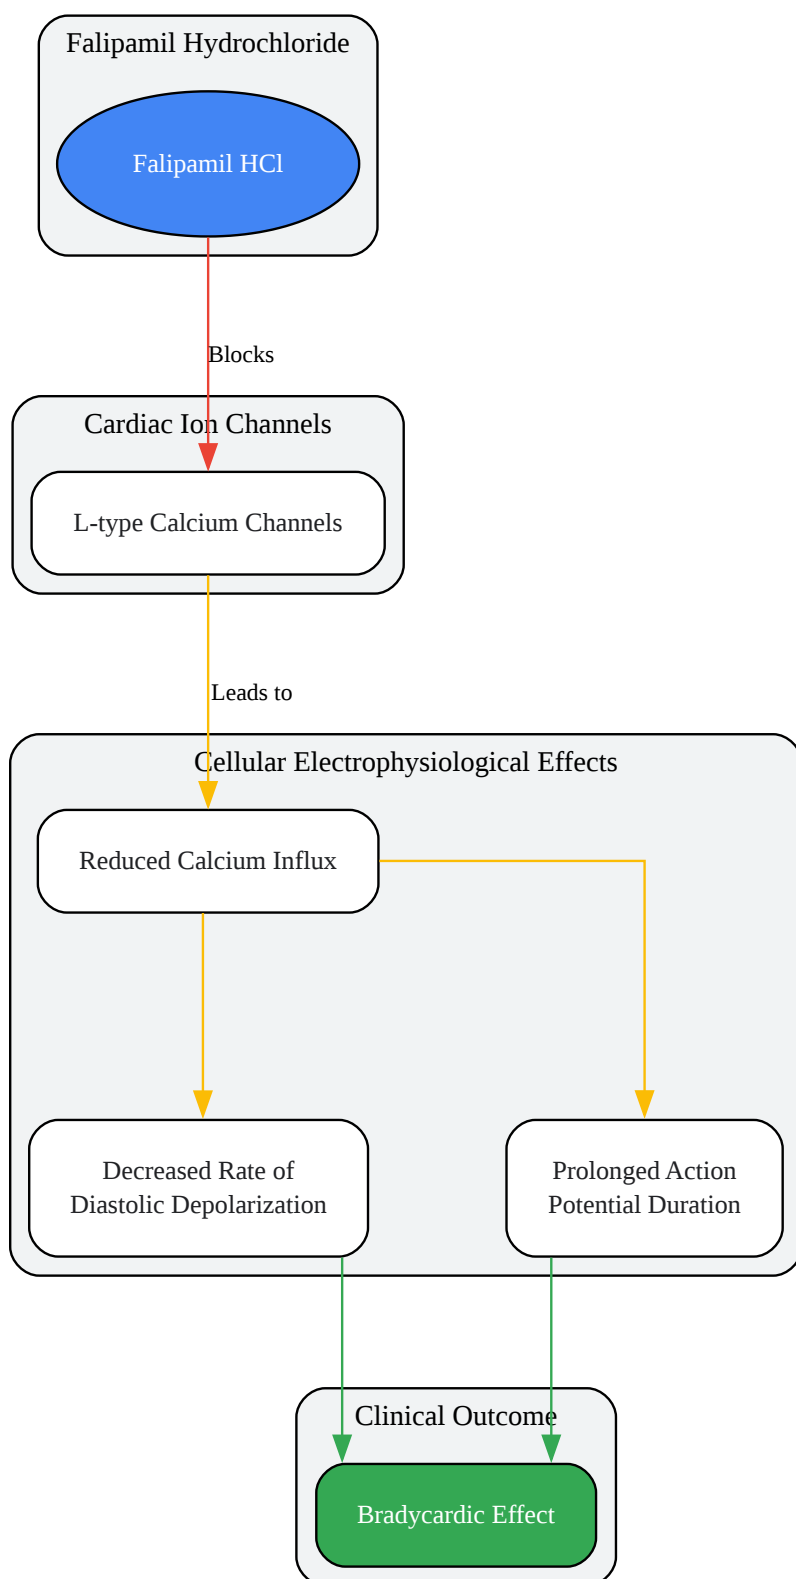 Falipamil Hydrochloride
Falipamil HCl
Blocks
Cardiac Ion Channels
L-type Calcium Channels
Leads to
Cellular Electrophysiological Effects
Reduced Calcium Influx
Decreased Rate of
Diastolic Depolarization
Prolonged Action
Potential Duration
Clinical Outcome
Bradycardic Effect